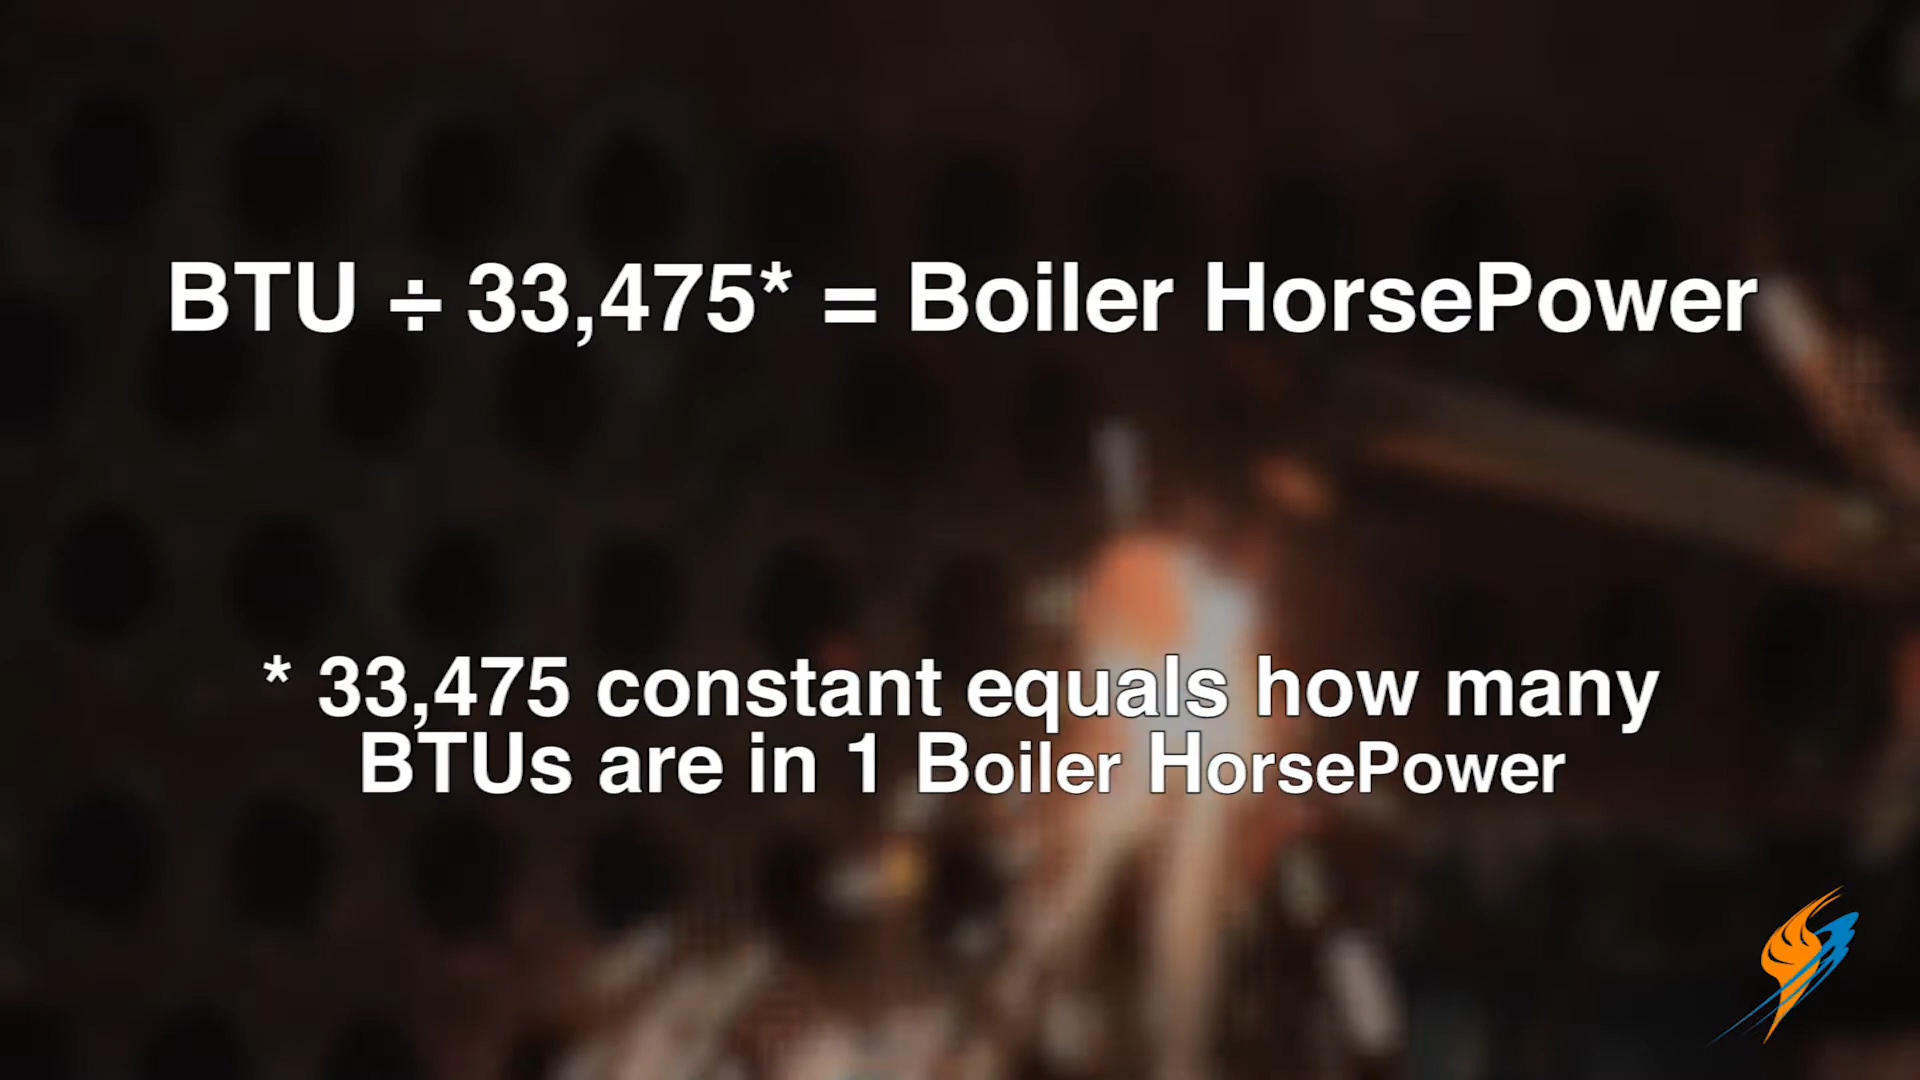 BTU ÷ 33,475* = Boiler HorsePower
* 33,475 constant equals how many
BTUs are in 1 Boiler HorsePower